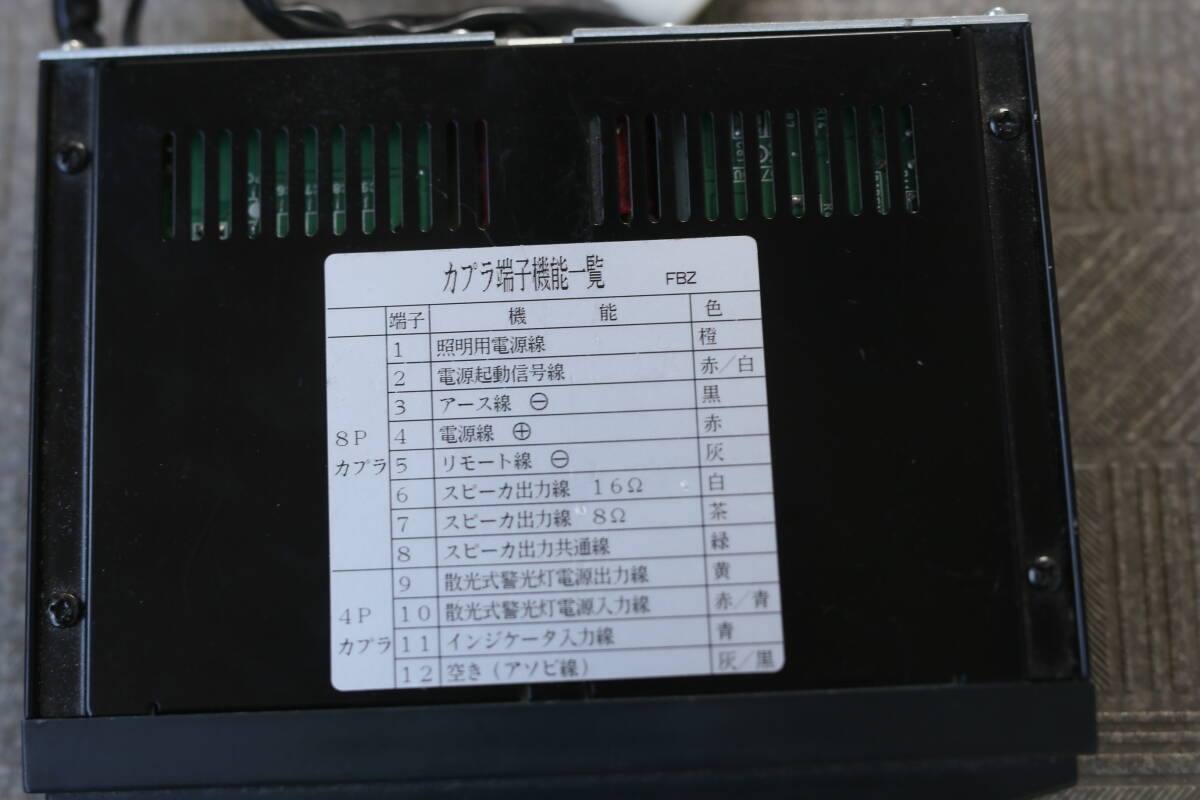 カプラ端子機能一覧 FBZ
端子 機 能 色
8P カプラ
1 照明用電源線 橙
2 電源起動信号線 赤/白
3 アース線 ⊖ 黒
4 電源線 ⊕ 赤
5 リモート線 ⊖ 灰
6 スピーカ出力線 16Ω 白
7 スピーカ出力線 8Ω 茶
8 スピーカ出力共通線 緑
4P カプラ
9 散光式警光灯電源出力線 黄
10 散光式警光灯電源入力線 赤/青
11 インジケータ入力線 青
12 空き(アソビ線) 灰/黒